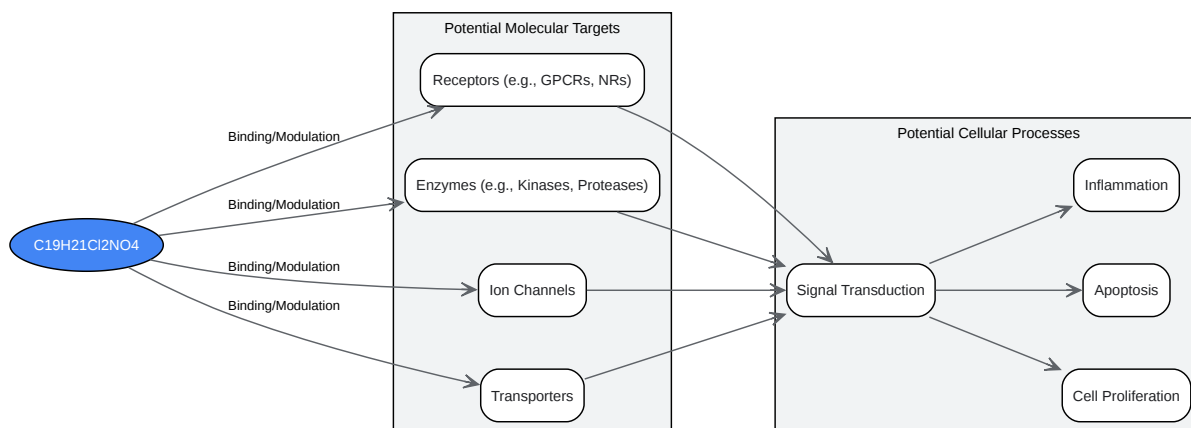 Potential Molecular Targets
Receptors (e.g., GPCRs, NRs)
Binding/Modulation
Potential Cellular Processes
Enzymes (e.g., Kinases, Proteases)
Inflammation
Binding/Modulation
C19H21Cl2NO4
Binding/Modulation
Ion Channels
Signal Transduction
Apoptosis
Binding/Modulation
Transporters
Cell Proliferation